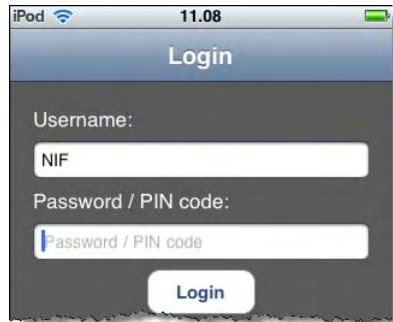 iPod 11.08
Login
Username:
NIF
Password / PIN code:
Password / PIN code
Login